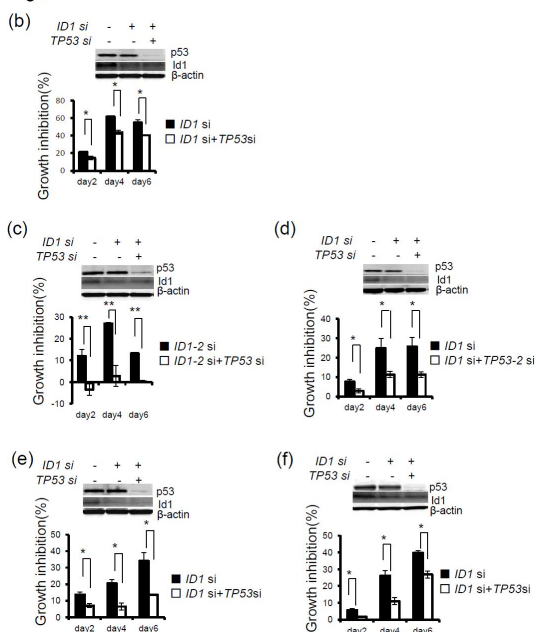 (b)
ID1 si - + +
TP53 si - - +
p53
Id1
β-actin
Growth inhibition(%)
80
60
40
20
0
* * *
day2 day4 day6
ID1 si
ID1 si+TP53si
(c)
ID1 si - + +
TP53 si - - +
p53
Id1
β-actin
Growth inhibition(%)
30
20
10
0
-10
** ** **
day2 day4 day6
ID1-2 si
ID1-2 si+TP53 si
(d)
ID1 si - + +
TP53 si - - +
p53
Id1
β-actin
Growth inhibition(%)
40
30
20
10
0
* * *
day2 day4 day6
ID1 si
ID1 si+TP53-2 si
(e)
ID1 si - + +
TP53 si - - +
p53
Id1
β-actin
Growth inhibition(%)
50
40
30
20
10
0
* * *
day2 day4 day6
ID1 si
ID1 si+TP53si
(f)
ID1 si - + +
TP53 si - - +
p53
Id1
β-actin
Growth inhibition(%)
50
40
30
20
10
0
* * *
day2 day4 day6
ID1 si
ID1 si+TP53si